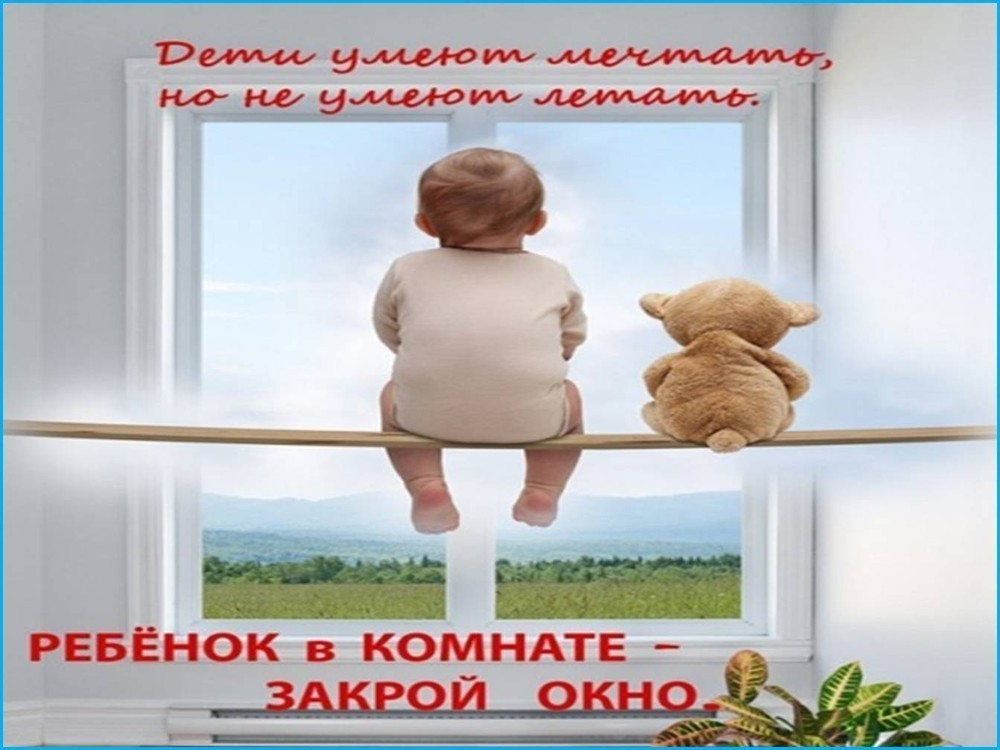 Дети умеют мечтать,
но не умеют летать.
РЕБЁНОК в КОМНАТЕ –
ЗАКРОЙ ОКНО.